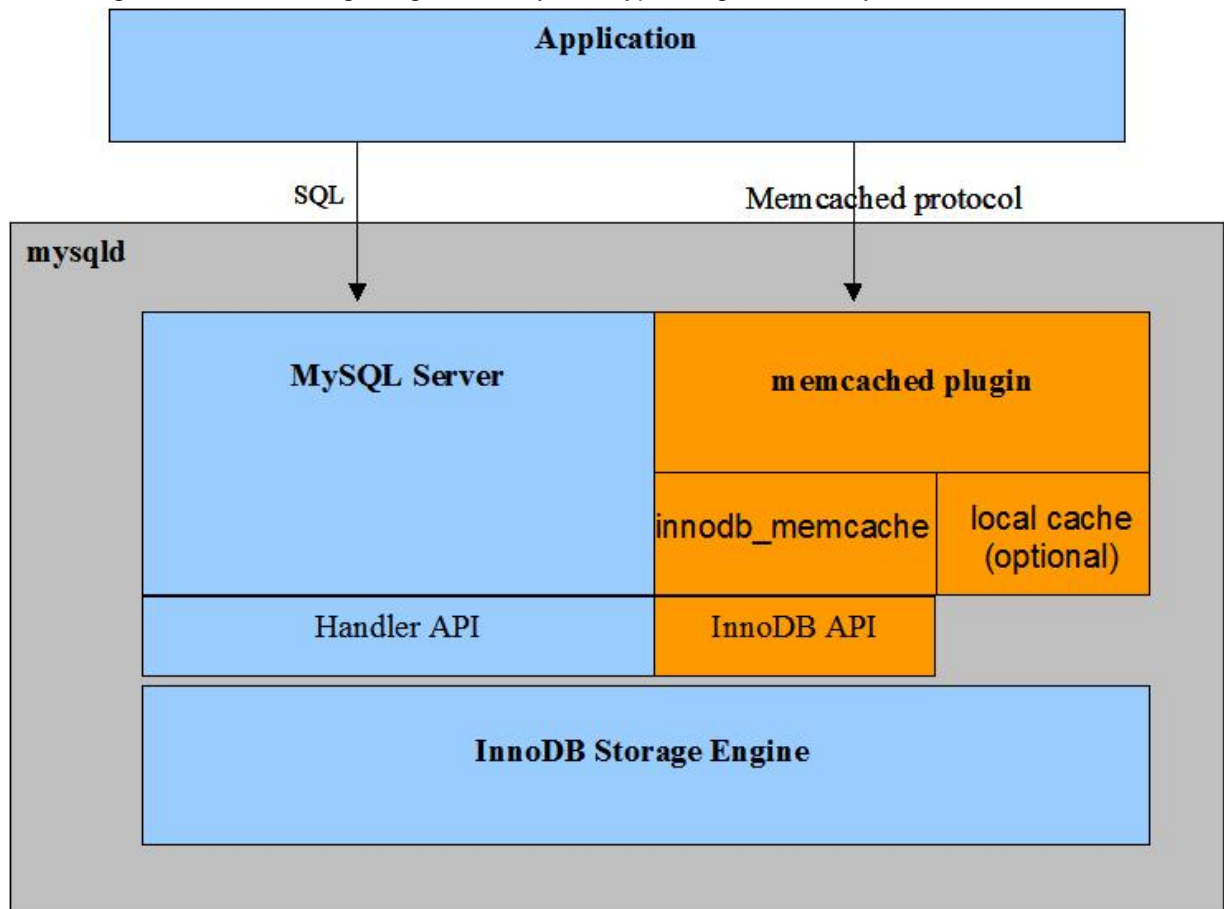 Application
SQL
Memcached protocol
mysqld
MySQL Server
memcached plugin
innodb_memcache
local cache
(optional)
Handler API
InnoDB API
InnoDB Storage Engine